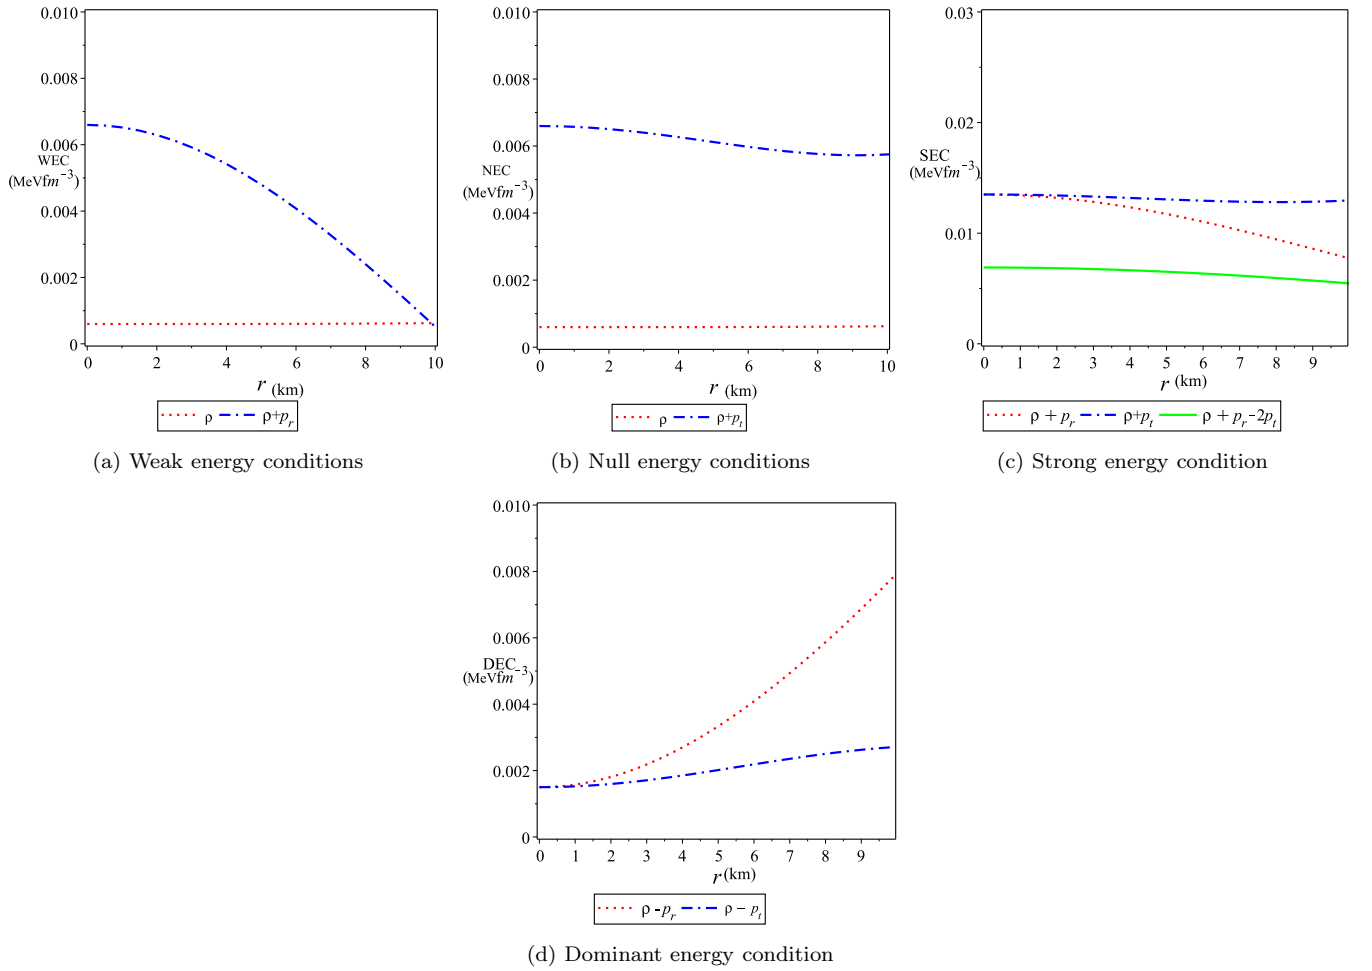 0.010
0.008
0.006
WEC
(MeVfm⁻³)
0.004
0.002
0
0 2 4 6 8 10
r (km)
ρ ρ+p_r
(a) Weak energy conditions
0.010
0.008
0.006
NEC
(MeVfm⁻³)
0.004
0.002
0
0 2 4 6 8 10
r (km)
ρ ρ+p_t
(b) Null energy conditions
0.03
0.02
SEC
(MeVfm⁻³)
0.01
0
0 1 2 3 4 5 6 7 8 9
r (km)
ρ + p_r ρ+p_t ρ + p_r-2p_t
(c) Strong energy condition
0.010
0.008
0.006
DEC
(MeVfm⁻³)
0.004
0.002
0
0 1 2 3 4 5 6 7 8 9
r (km)
ρ - p_r ρ − p_t
(d) Dominant energy condition